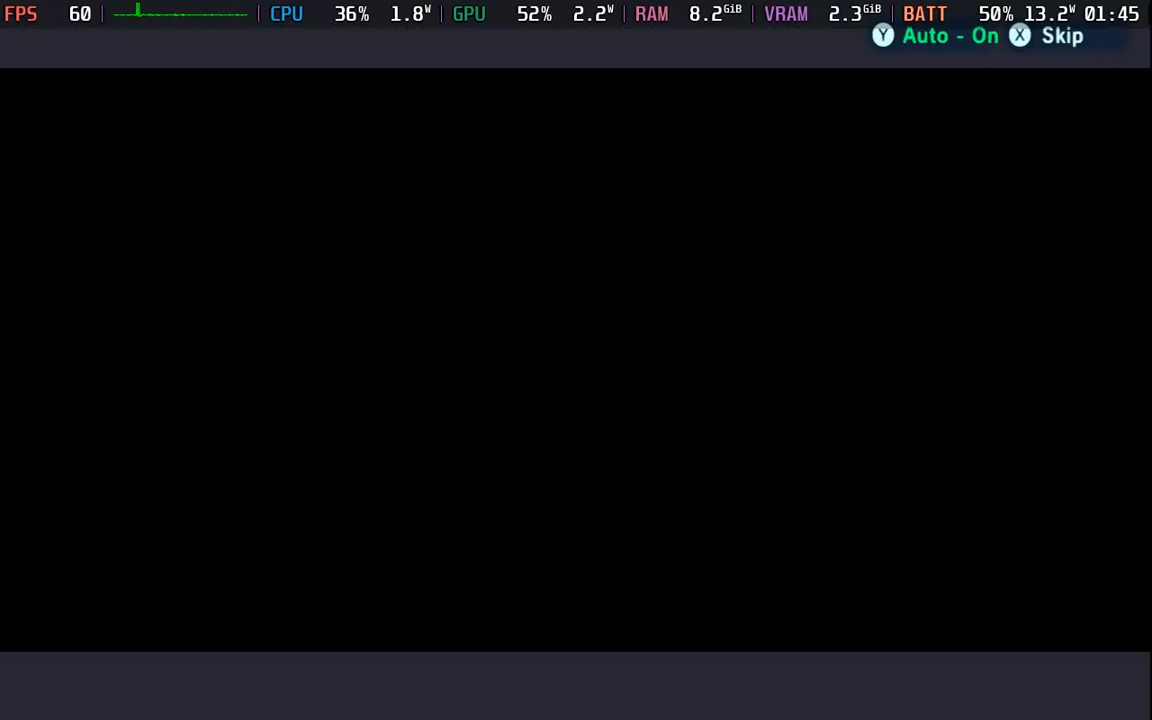 FPS 60 CPU 36% 1.8W GPU 52% 2.2W RAM 8.2GiB VRAM 2.3GiB BATT 50% 13.2W 01:45
Y Auto - On X Skip